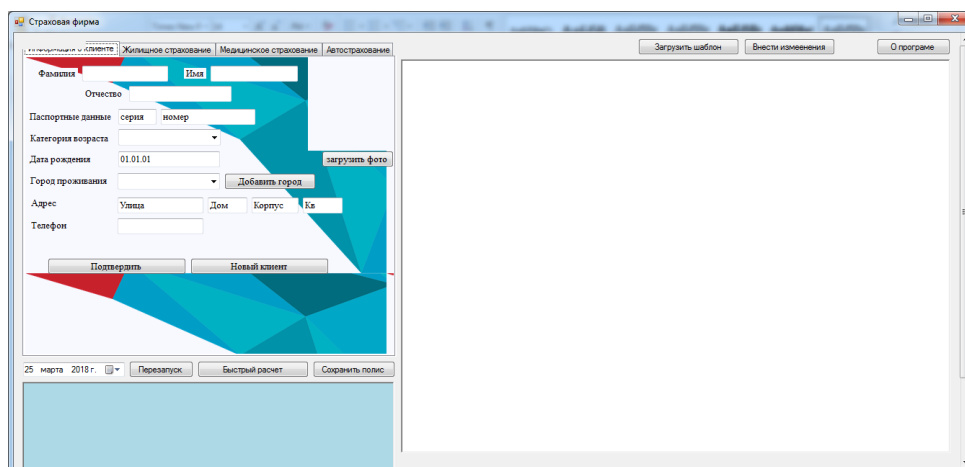 Страховая фирма
Информация о клиенте Жилищное страхование Медицинское страхование Автострахование
Загрузить шаблон Внести измеенения О програме
Фамилия Имя
Отчество
Паспортные данные серия номер
Категория возраста
Дата рождения 01.01.01 загрузить фото
Город проживания Добавить город
Адрес Улица Дом Корпус Кв
Телефон
Подтвердить Новый клиент
25 марта 2018 г. Перезапуск Быстрый расчет Сохранить полис